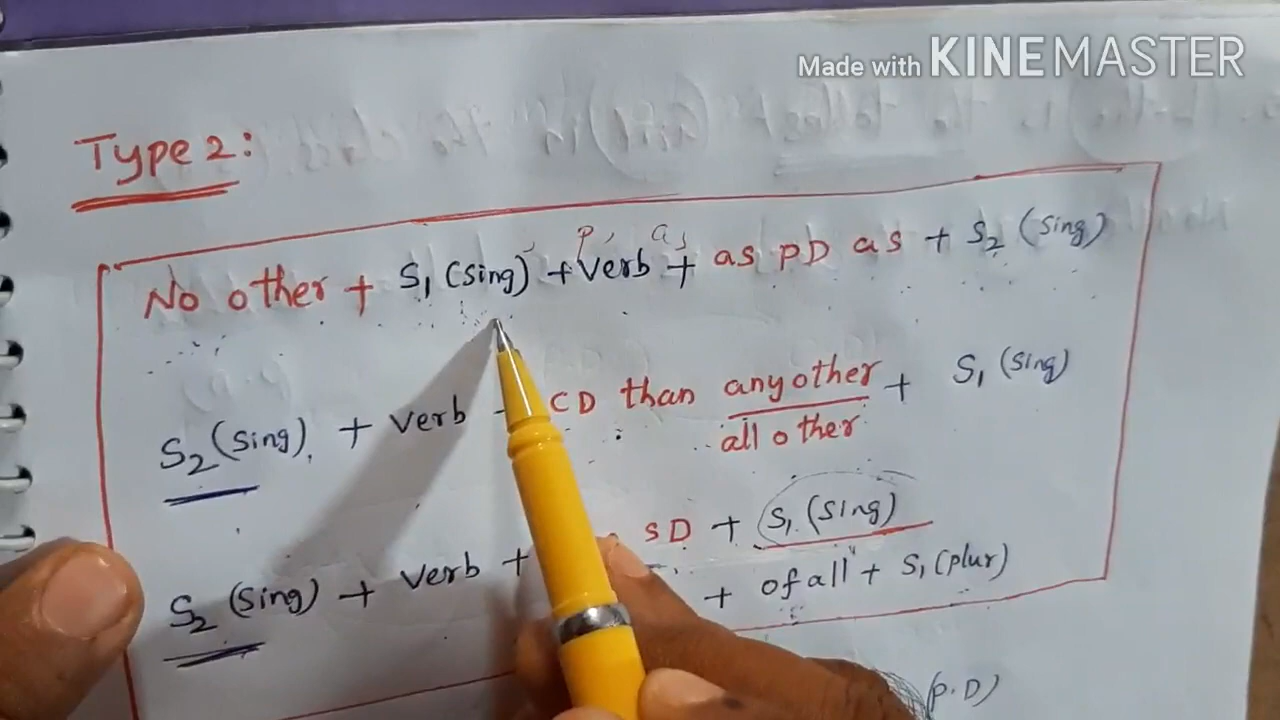 Made with KINEMASTER
Type 2:
p, as
No other + S1 (sing) + verb + as pD as + S2 (sing)
S2 (sing) + verb CD than any other + S1 (sing)
all other
S2 (sing) + verb + SD + S1 (sing)
+ of all + S1 (plur)
(p.D)